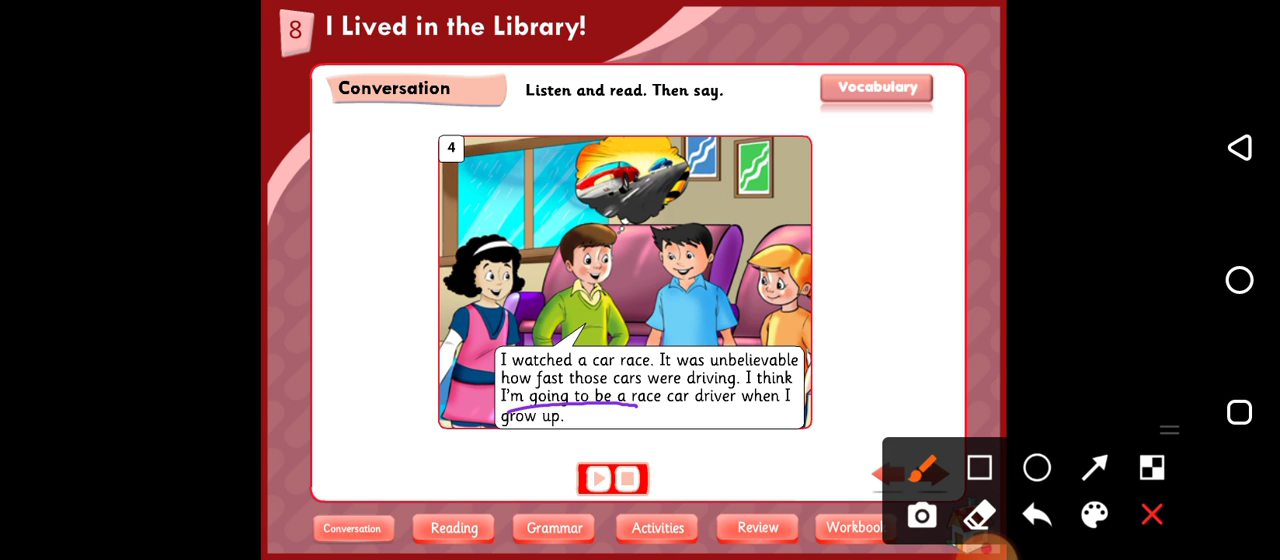 8 I Lived in the Library!
Conversation
Listen and read. Then say.
Vocabulary
4
I watched a car race. It was unbelievable
how fast those cars were driving. I think
I'm going to be a race car driver when I
grow up.
Conversation
Reading
Grammar
Activities
Review
Workbook